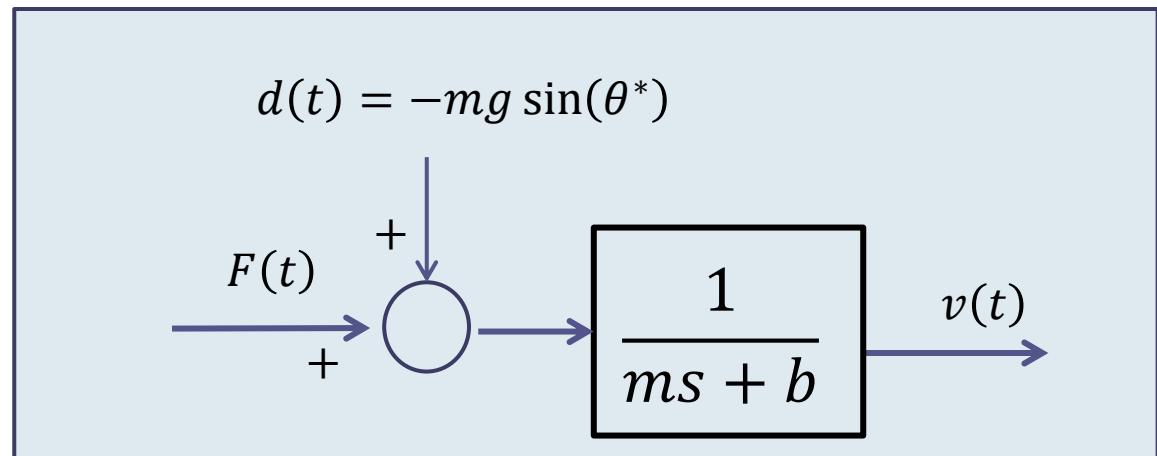 d(t) = −mg sin(θ*)
+
F(t)
+
1
ms + b
v(t)